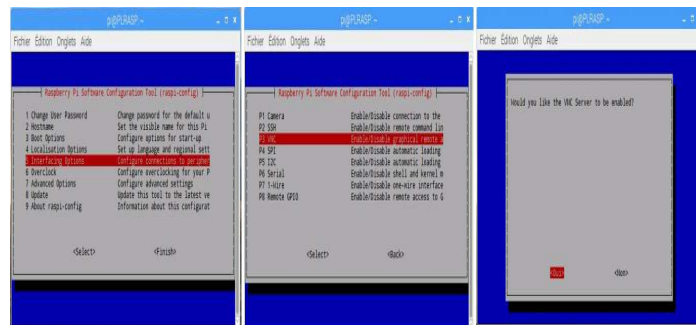 pi@PLRASP: ~
Fichier Édition Onglets Aide
Raspberry Pi Software Configuration Tool (raspi-config)
1 Change User Password Change password for the default u
2 Hostname Set the visible name for this Pi
3 Boot Options Configure options for start-up
4 Localisation Options Set up language and regional sett
5 Interfacing Options Configure connections to peripher
6 Overclock Configure overclocking for your P
7 Advanced Options Configure advanced settings
8 Update Update this tool to the latest ve
9 About raspi-config Information about this configurat
<Select> <Finish>
pi@PLRASP: ~
Fichier Édition Onglets Aide
Raspberry Pi Software Configuration Tool (raspi-config)
P1 Camera Enable/Disable connection to the
P2 SSH Enable/Disable remote command lin
P3 VNC Enable/Disable graphical remote a
P4 SPI Enable/Disable automatic loading
P5 I2C Enable/Disable automatic loading
P6 Serial Enable/Disable shell and kernel m
P7 1-Wire Enable/Disable one-wire interface
P8 Remote GPIO Enable/Disable remote access to G
<Select> <Back>
pi@PLRASP: ~
Fichier Édition Onglets Aide
Would you like the VNC Server to be enabled?
<Oui> <Non>